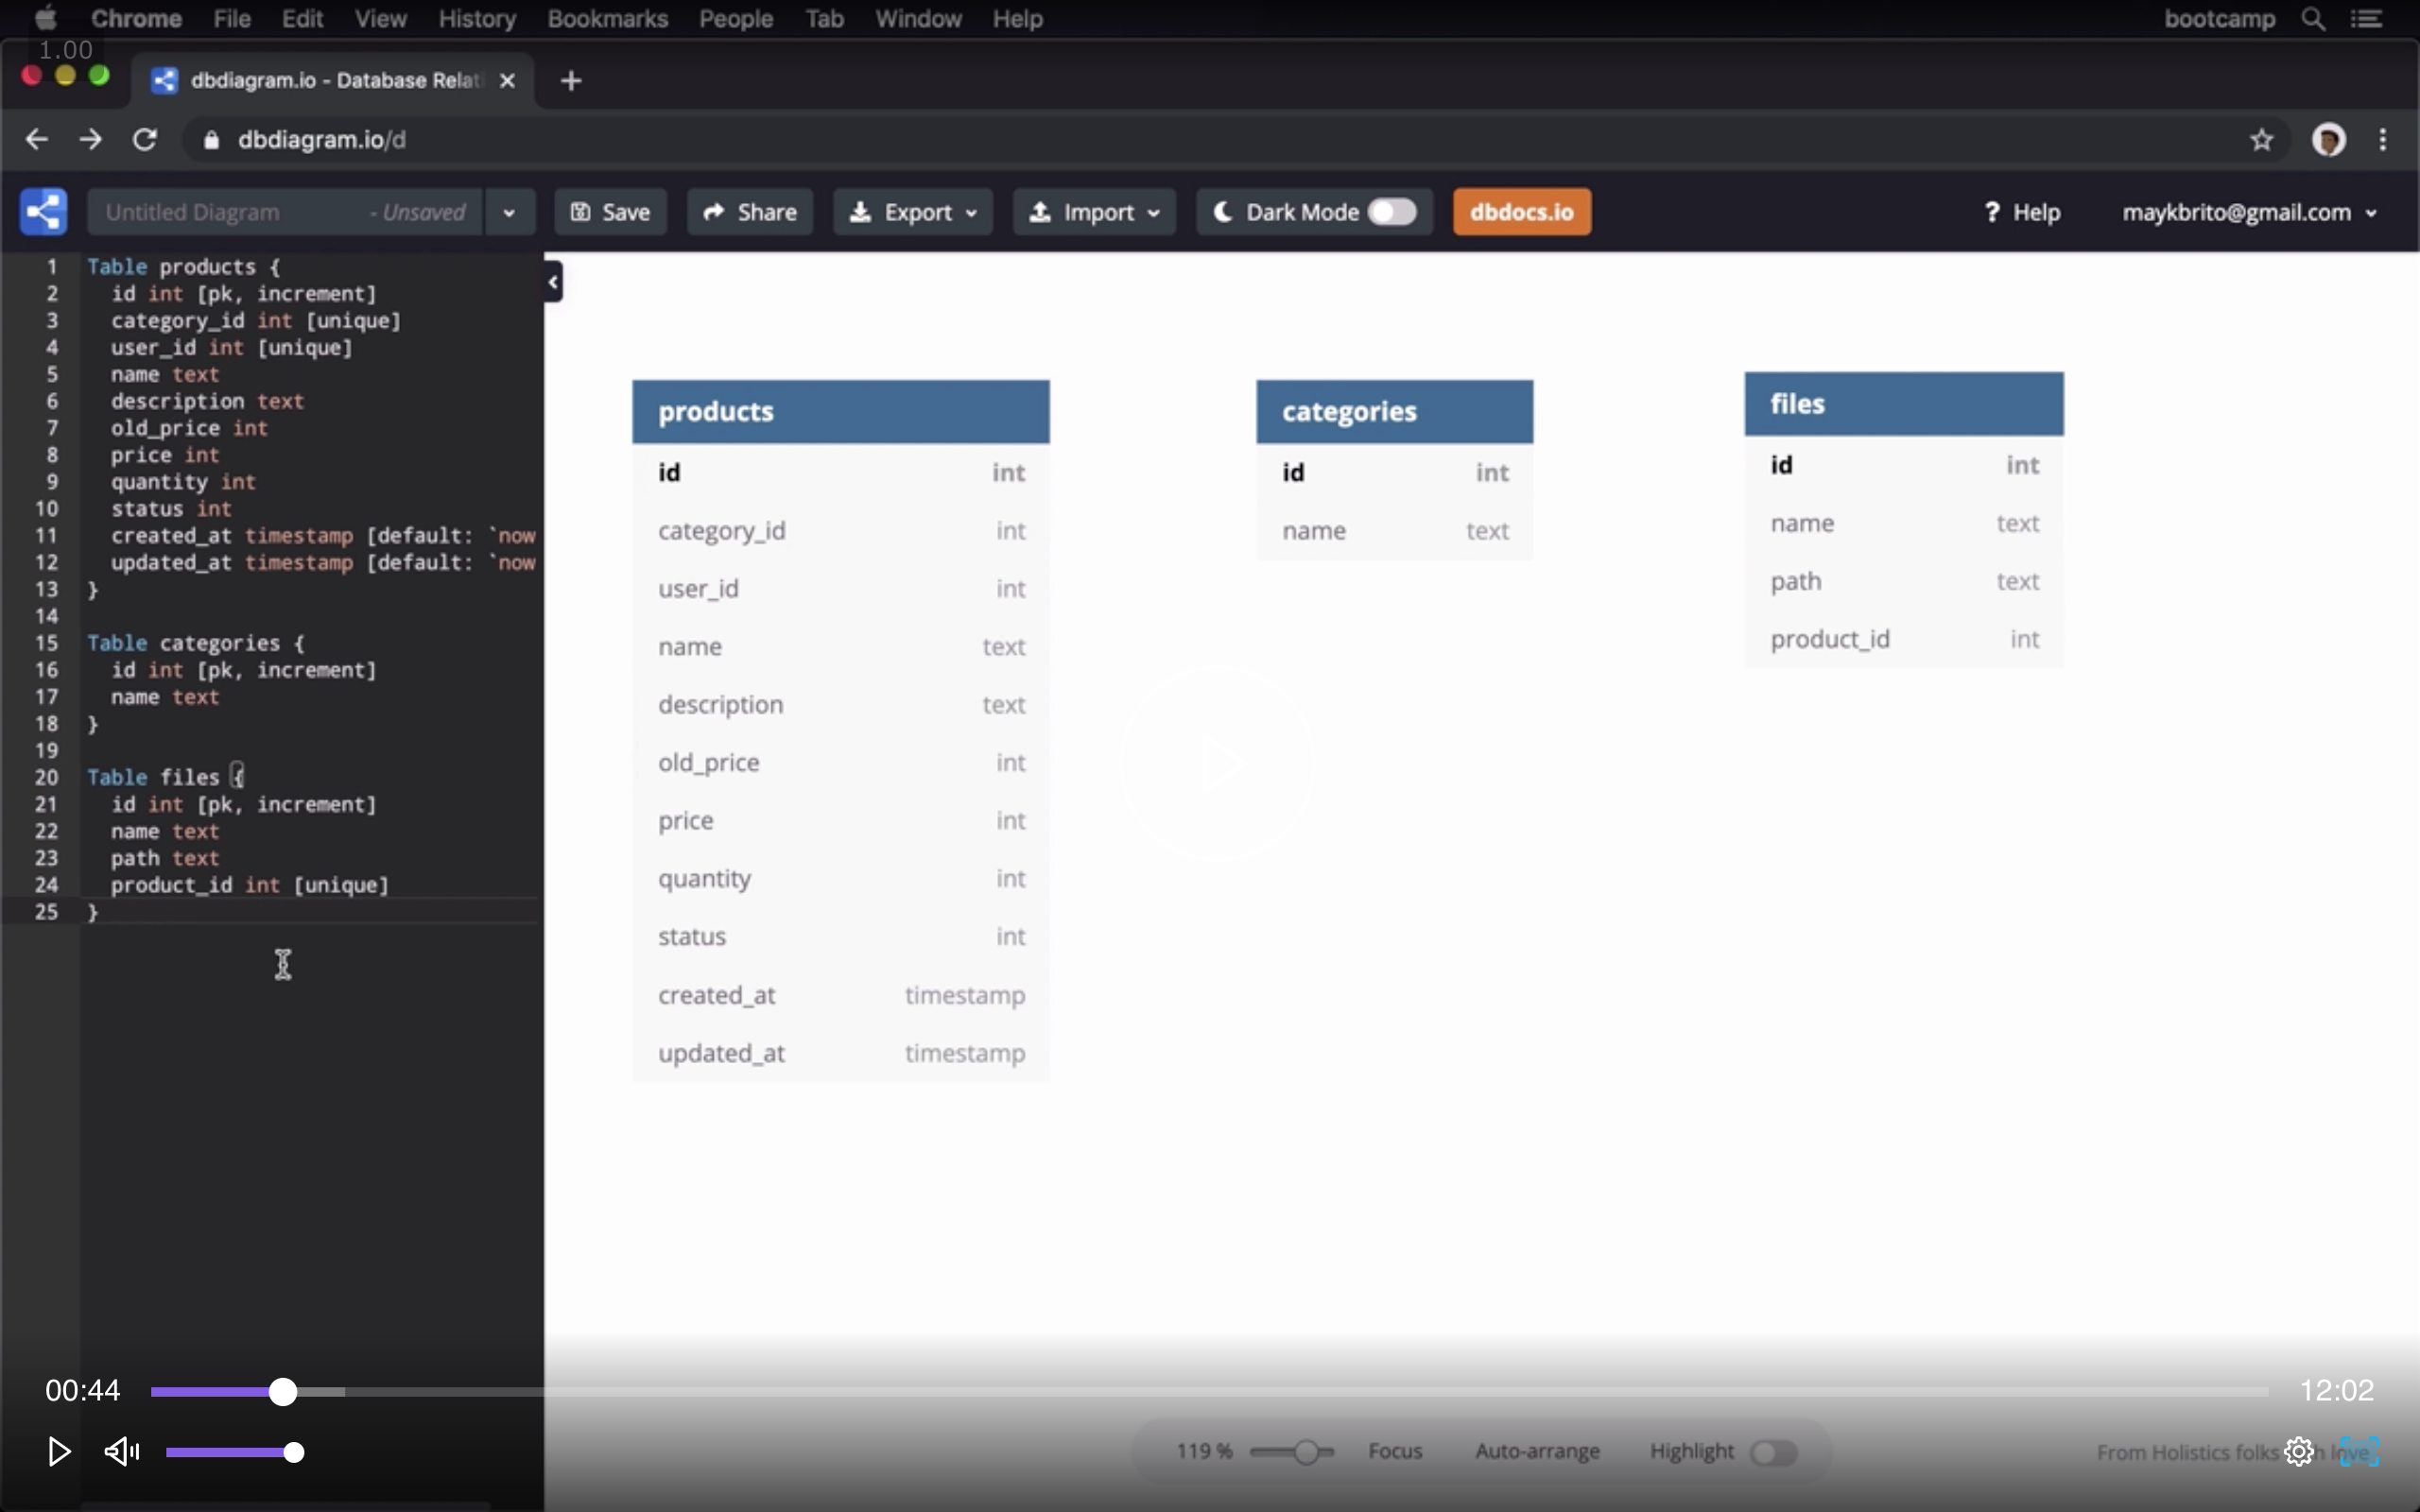 Chrome File Edit View History Bookmarks People Tab Window Help bootcamp
1.00
dbdiagram.io - Database Relati
dbdiagram.io/d
Untitled Diagram - Unsaved Save Share Export Import Dark Mode dbdocs.io ? Help maykbrito@gmail.com
1 Table products {
2 id int [pk, increment]
3 category_id int [unique]
4 user_id int [unique]
5 name text
6 description text
7 old_price int
8 price int
9 quantity int
10 status int
11 created_at timestamp [default: `now
12 updated_at timestamp [default: `now
13 }
14
15 Table categories {
16 id int [pk, increment]
17 name text
18 }
19
20 Table files {
21 id int [pk, increment]
22 name text
23 path text
24 product_id int [unique]
25 }
products
id int
category_id int
user_id int
name text
description text
old_price int
price int
quantity int
status int
created_at timestamp
updated_at timestamp
categories
id int
name text
files
id int
name text
path text
product_id int
00:44 12:02
119 % Focus Auto-arrange Highlight From Holistics folks love